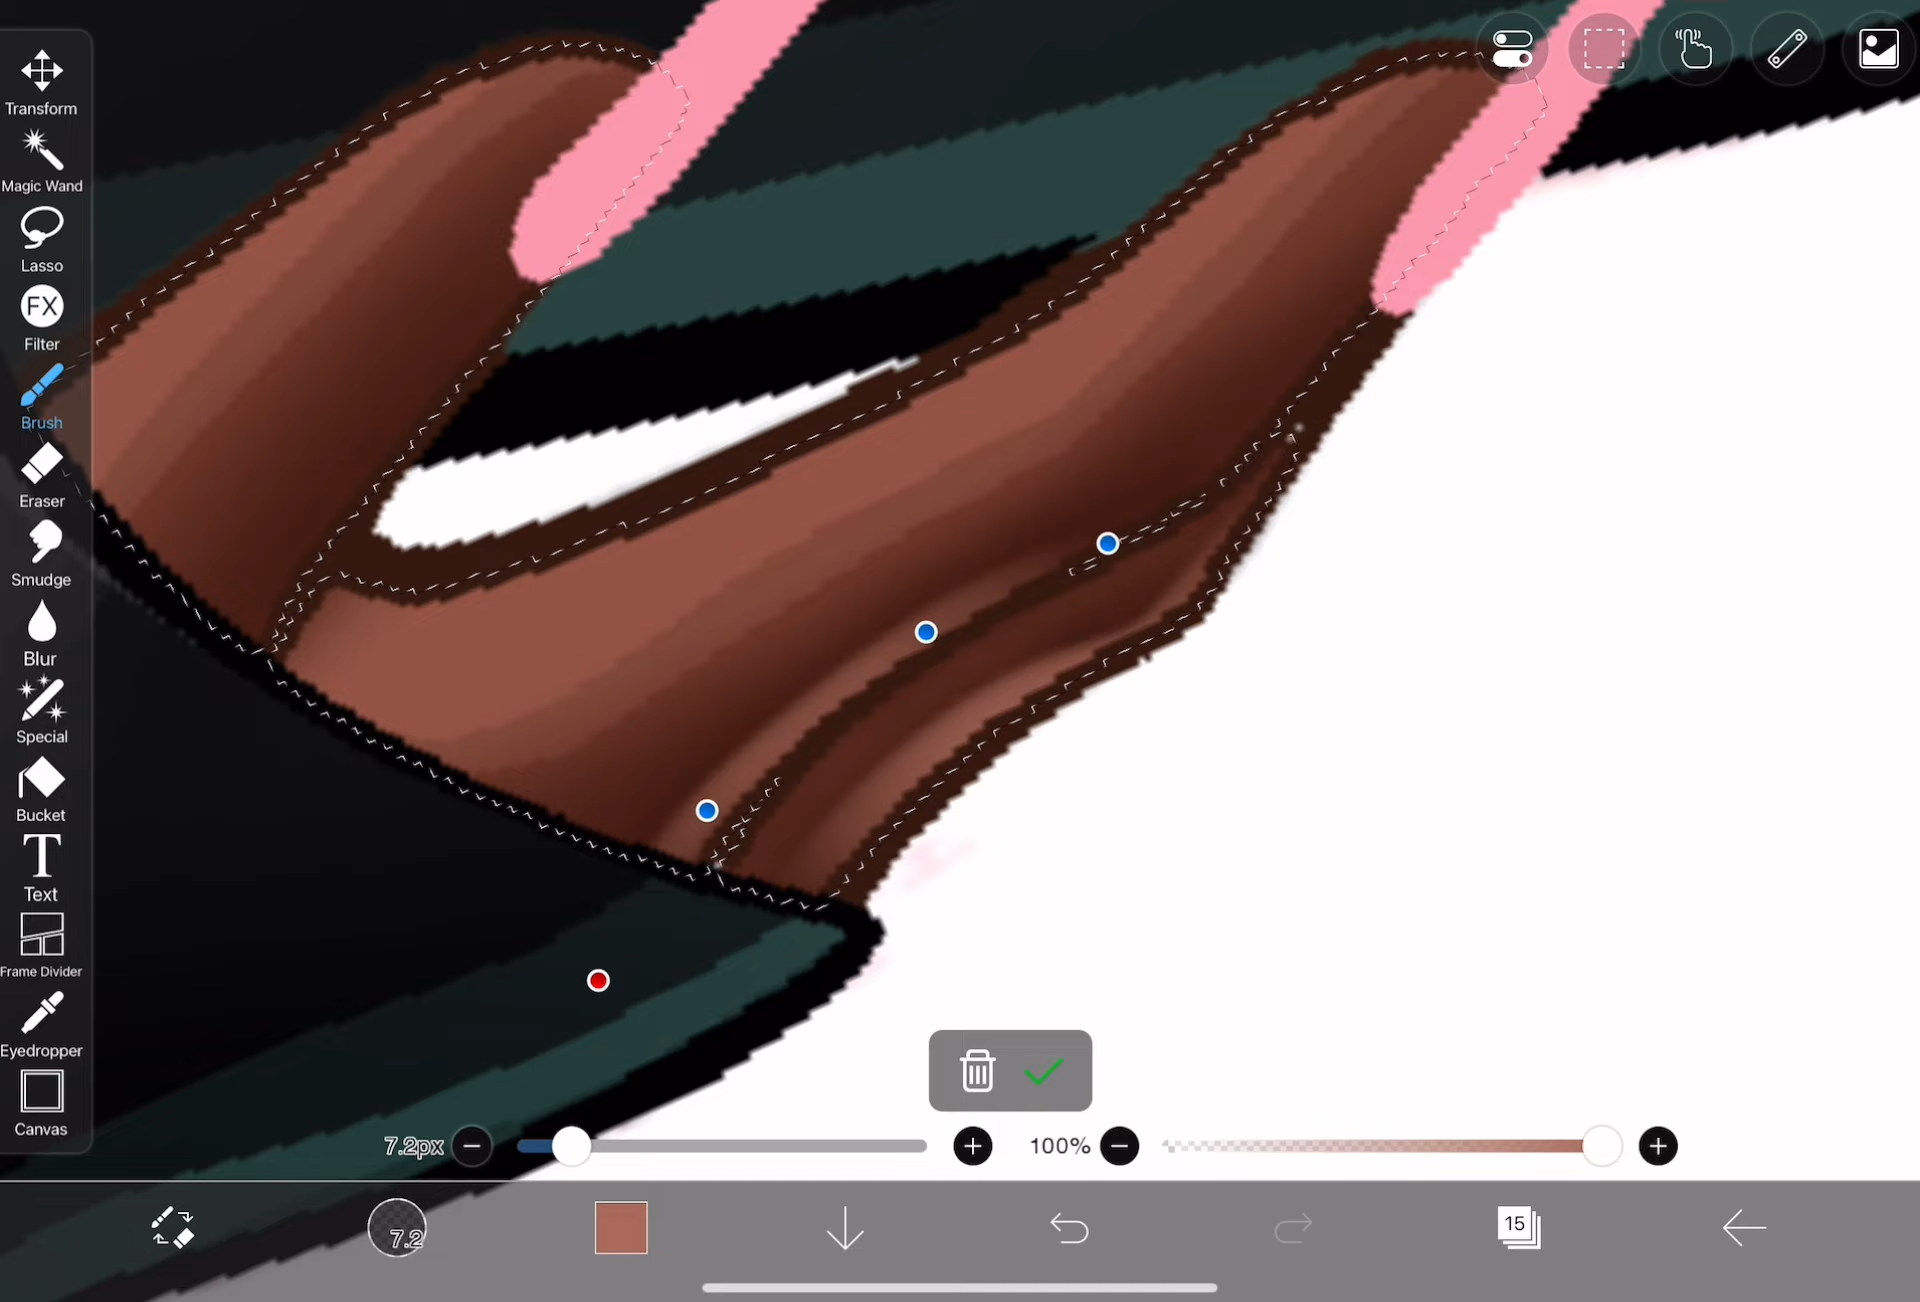 Transform
Magic Wand
Lasso
FX
Filter
Brush
Eraser
Smudge
Blur
Special
Bucket
T
Text
Frame Divider
Eyedropper
Canvas
7.2px
100%
7.2
15